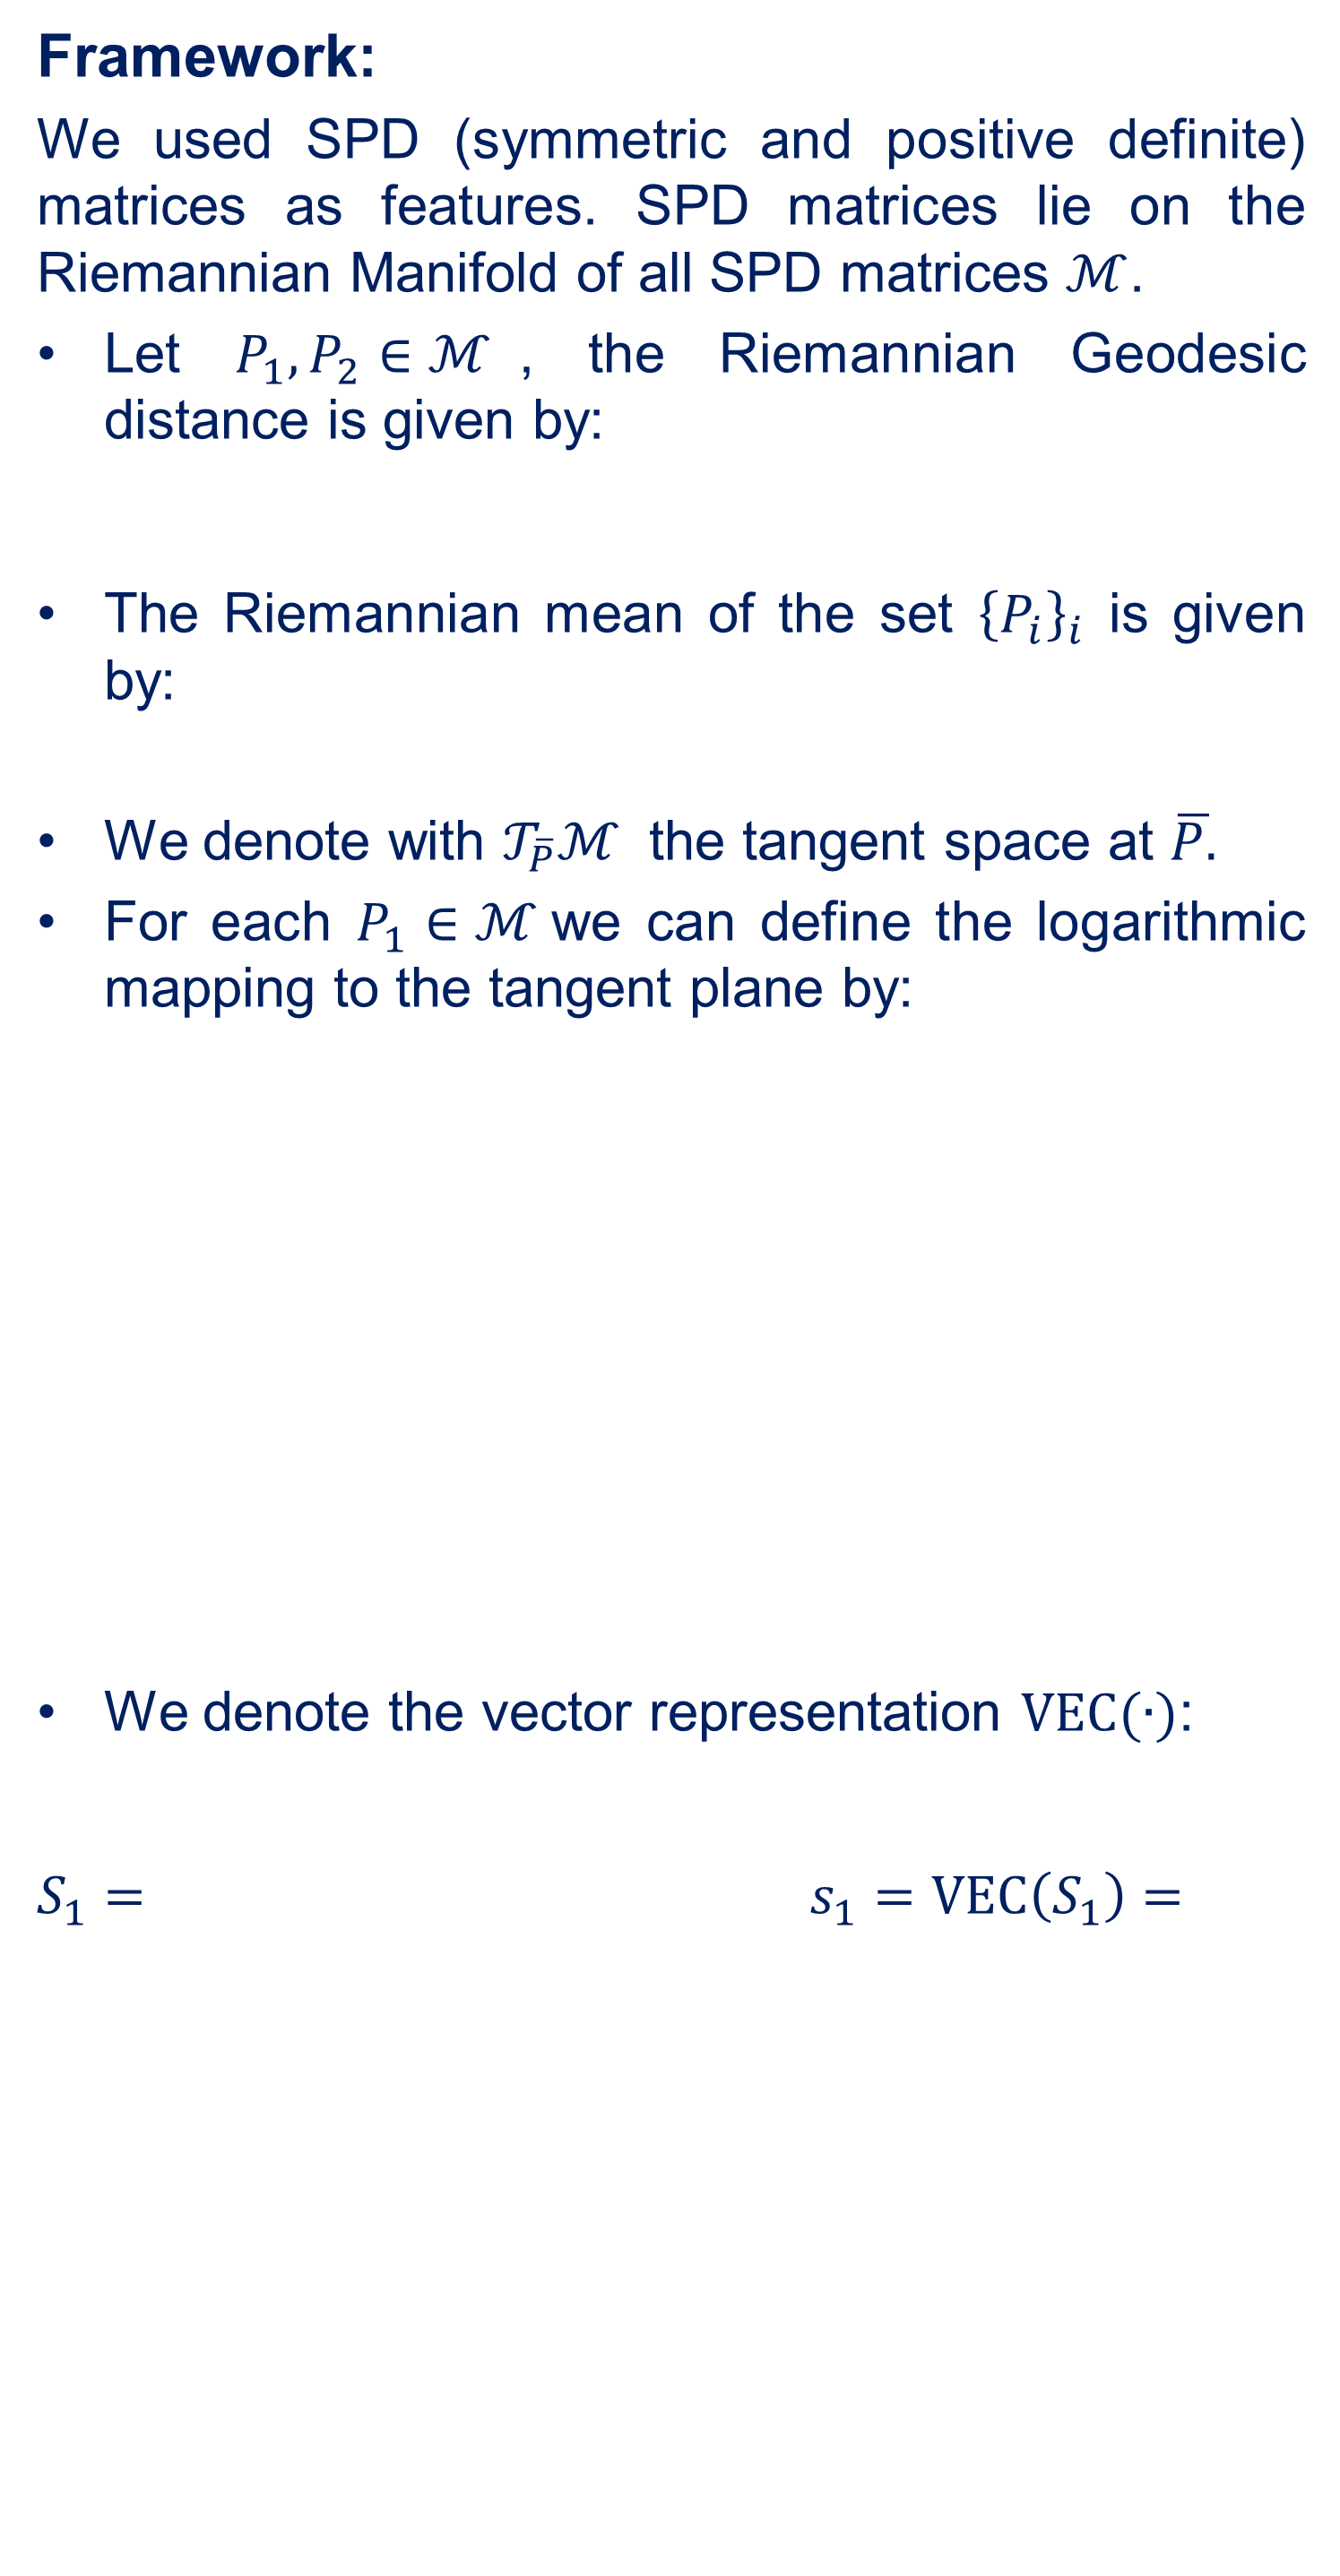 Framework:
We used SPD (symmetric and positive definite)
matrices as features. SPD matrices lie on the
Riemannian Manifold of all SPD matrices ℳ.
• Let P₁, P₂ ∈ ℳ , the Riemannian Geodesic
distance is given by:
• The Riemannian mean of the set {Pᵢ}ᵢ is given
by:
• We denote with 𝒯_P̅ ℳ the tangent space at P̅.
• For each P₁ ∈ ℳ we can define the logarithmic
mapping to the tangent plane by:
• We denote the vector representation VEC(·):
S₁ = s₁ = VEC(S₁) =